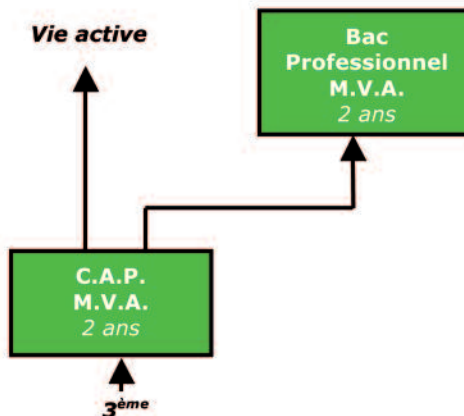 Vie active
Bac
Professionnel
M.V.A.
2 ans
C.A.P.
M.V.A.
2 ans
3ème